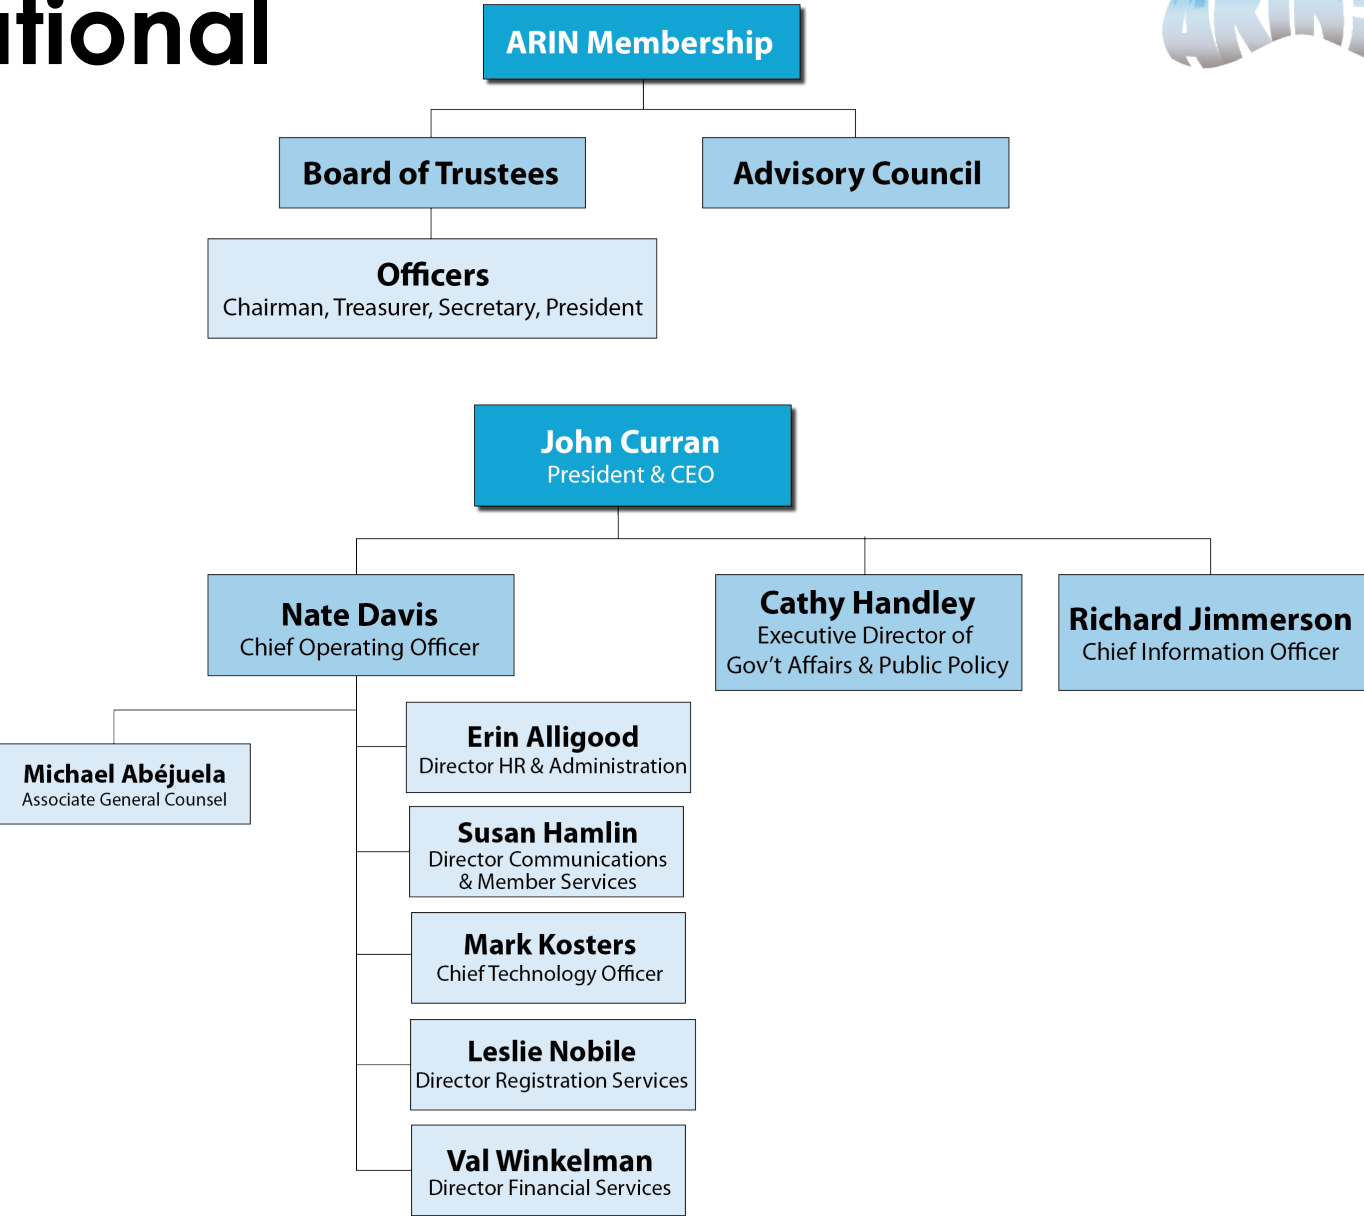 ational
ARIN
ARIN Membership
Board of Trustees
Advisory Council
Officers
Chairman, Treasurer, Secretary, President
John Curran
President & CEO
Nate Davis
Chief Operating Officer
Cathy Handley
Executive Director of
Gov’t Affairs & Public Policy
Richard Jimmerson
Chief Information Officer
Michael Abéjuela
Associate General Counsel
Erin Alligood
Director HR & Administration
Susan Hamlin
Director Communications
& Member Services
Mark Kosters
Chief Technology Officer
Leslie Nobile
Director Registration Services
Val Winkelman
Director Financial Services